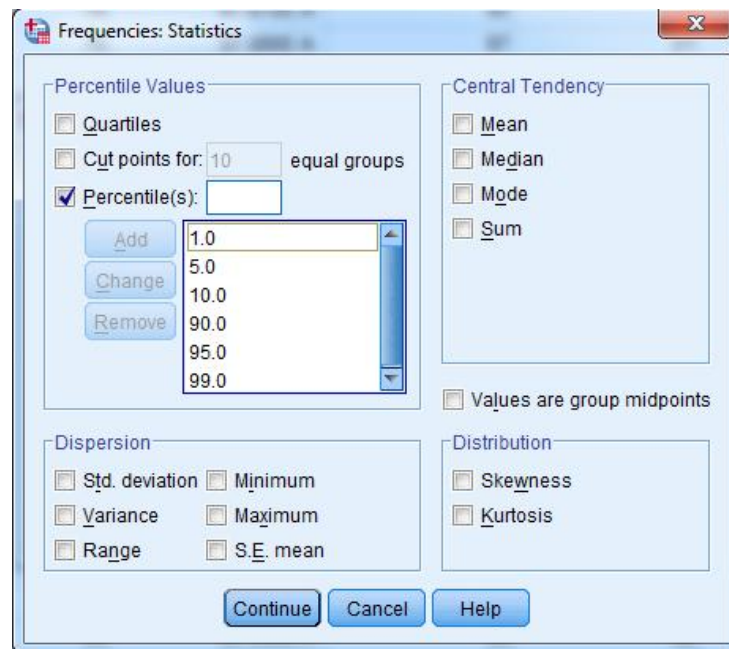 Frequencies: Statistics
Percentile Values
Quartiles
Cut points for: 10 equal groups
Percentile(s):
Add
Change
Remove
1.0
5.0
10.0
90.0
95.0
99.0
Central Tendency
Mean
Median
Mode
Sum
Values are group midpoints
Dispersion
Std. deviation Minimum
Variance Maximum
Range S.E. mean
Distribution
Skewness
Kurtosis
Continue Cancel Help